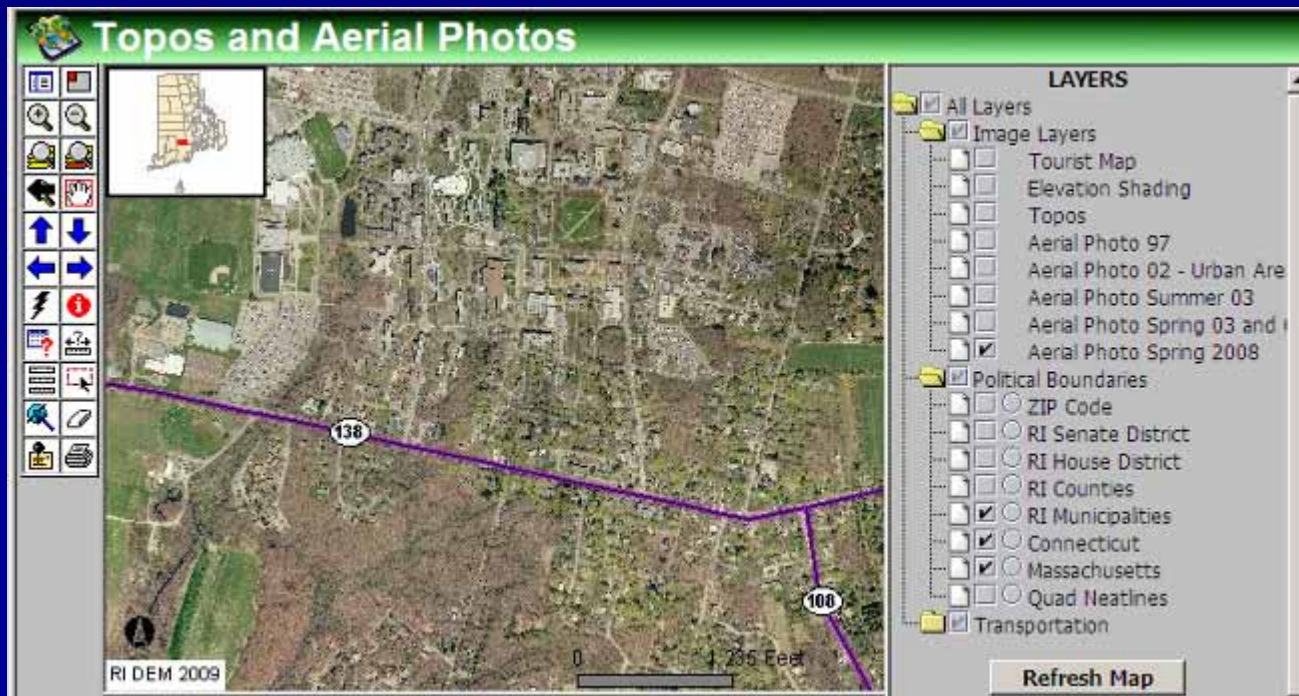 Topos and Aerial Photos
LAYERS
All Layers
Image Layers
Tourist Map
Elevation Shading
Topos
Aerial Photo 97
Aerial Photo 02 - Urban Are
Aerial Photo Summer 03
Aerial Photo Spring 03 and
Aerial Photo Spring 2008
Political Boundaries
ZIP Code
RI Senate District
RI House District
RI Counties
RI Municipalities
Connecticut
Massachusetts
Quad Neatlines
Transportation
Refresh Map
138
108
0 1,235 Feet
RI DEM 2009